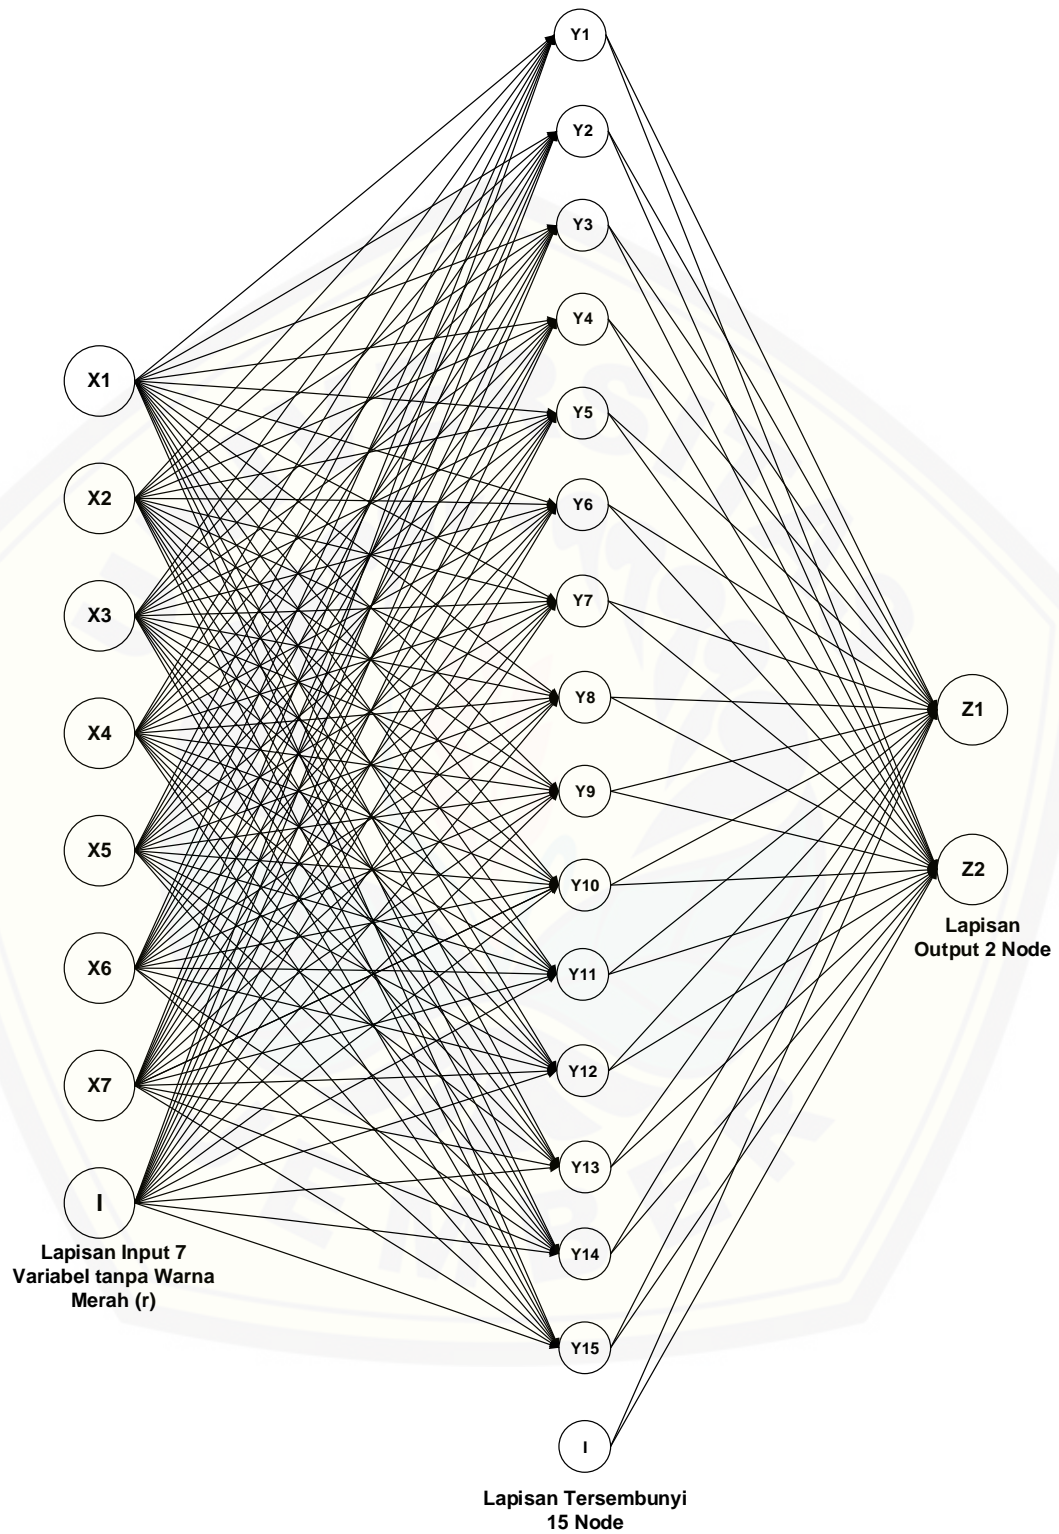 Y1
Y2
Y3
Y4
Y5
Y6
Y7
Y8
Y9
Y10
Y11
Y12
Y13
Y14
Y15
I
Lapisan Tersembunyi
15 Node
X1
X2
X3
X4
X5
X6
X7
I
Lapisan Input 7
Variabel tanpa Warna
Merah (r)
Z1
Z2
Lapisan
Output 2 Node